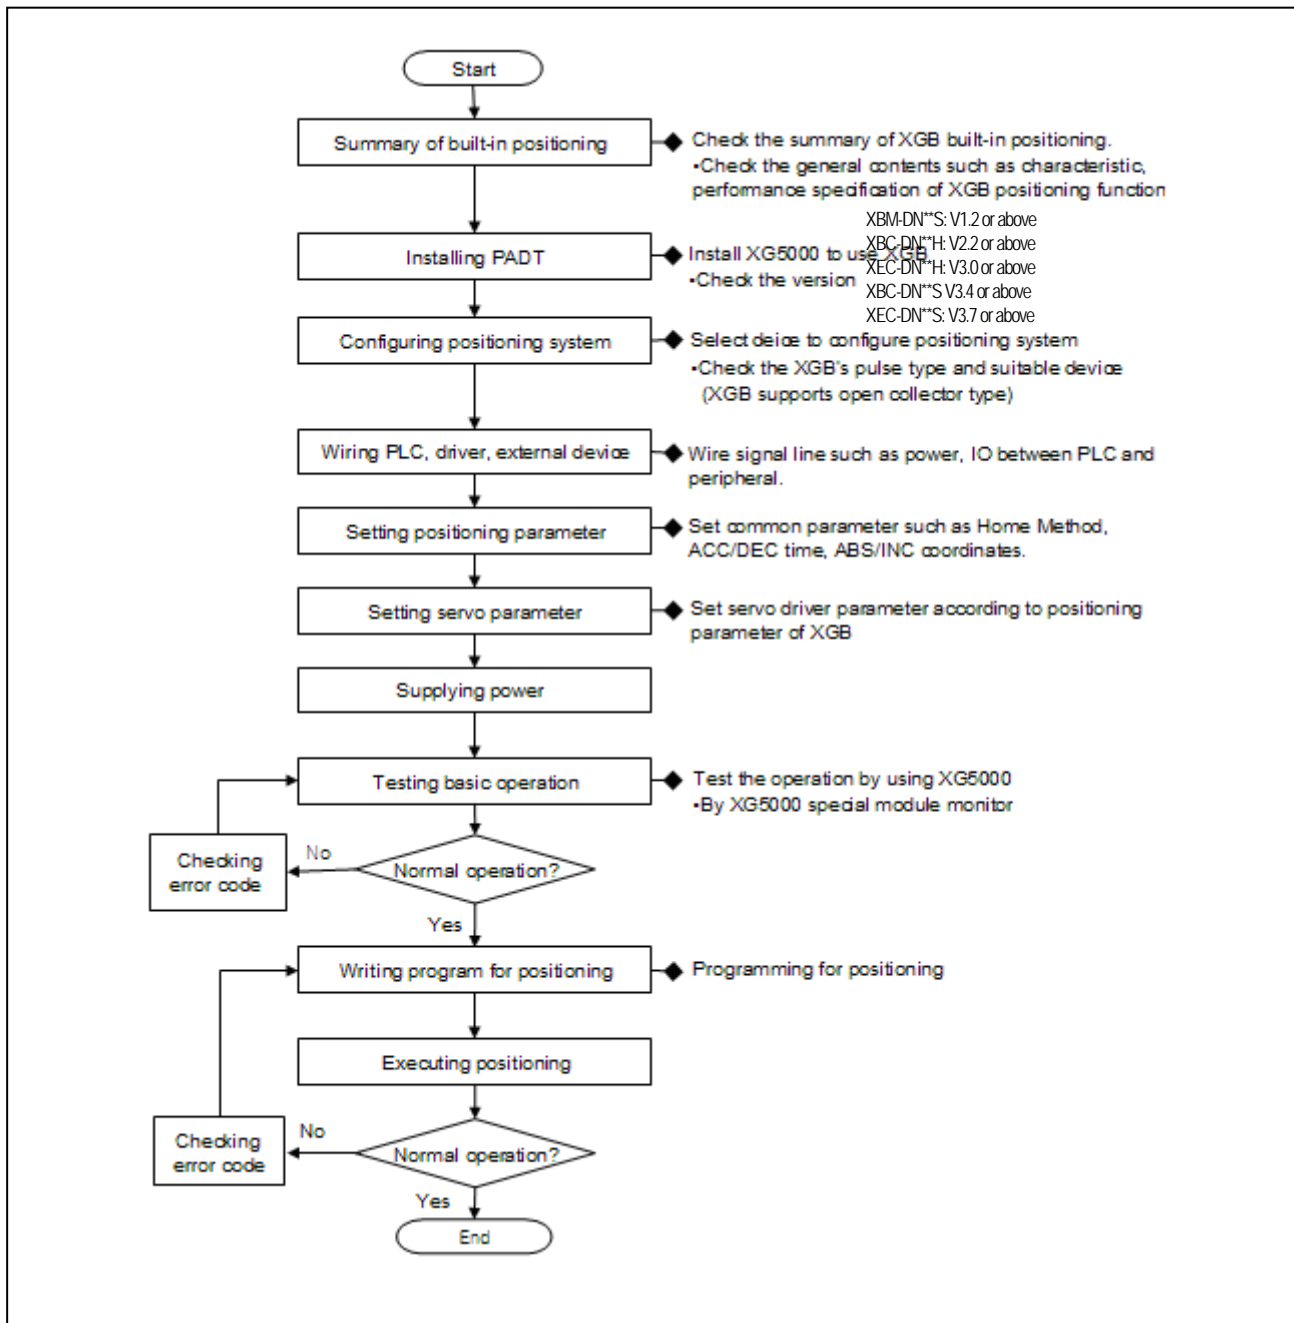 Start
Summary of built-in positioning
Check the summary of XGB built-in positioning.
•Check the general contents such as characteristic,
performance specification of XGB positioning function
XBM-DN**S: V1.2 or above
XBC-DN**H: V2.2 or above
XEC-DN**H: V3.0 or above
XBC-DN**S V3.4 or above
XEC-DN**S: V3.7 or above
Installing PADT
Install XG5000 to use XGB
•Check the version
Configuring positioning system
Select deice to configure positioning system
•Check the XGB's pulse type and suitable device
(XGB supports open collector type)
Wiring PLC, driver, external device
Wire signal line such as power, IO between PLC and
peripheral.
Setting positioning parameter
Set common parameter such as Home Method,
ACC/DEC time, ABS/INC coordinates.
Setting servo parameter
Set servo driver parameter according to positioning
parameter of XGB
Supplying power
Testing basic operation
Test the operation by using XG5000
•By XG5000 special module monitor
Checking
error code
No
Normal operation?
Yes
Writing program for positioning
Programming for positioning
Executing positioning
Checking
error code
No
Normal operation?
Yes
End